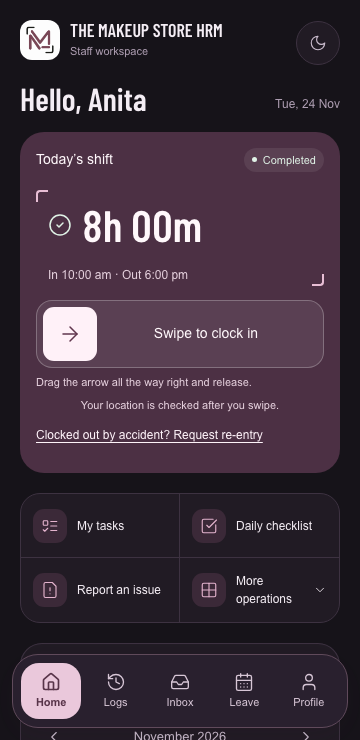 THE MAKEUP STORE HRM
Staff workspace
Hello, Anita
Tue, 24 Nov
Today's shift
Completed
8h 00m
In 10:00 am · Out 6:00 pm
Swipe to clock in
Drag the arrow all the way right and release.
Your location is checked after you swipe.
Clocked out by accident? Request re-entry
My tasks
Daily checklist
Report an issue
More
operations
Home
Logs
Inbox
Leave
Profile
November 2026